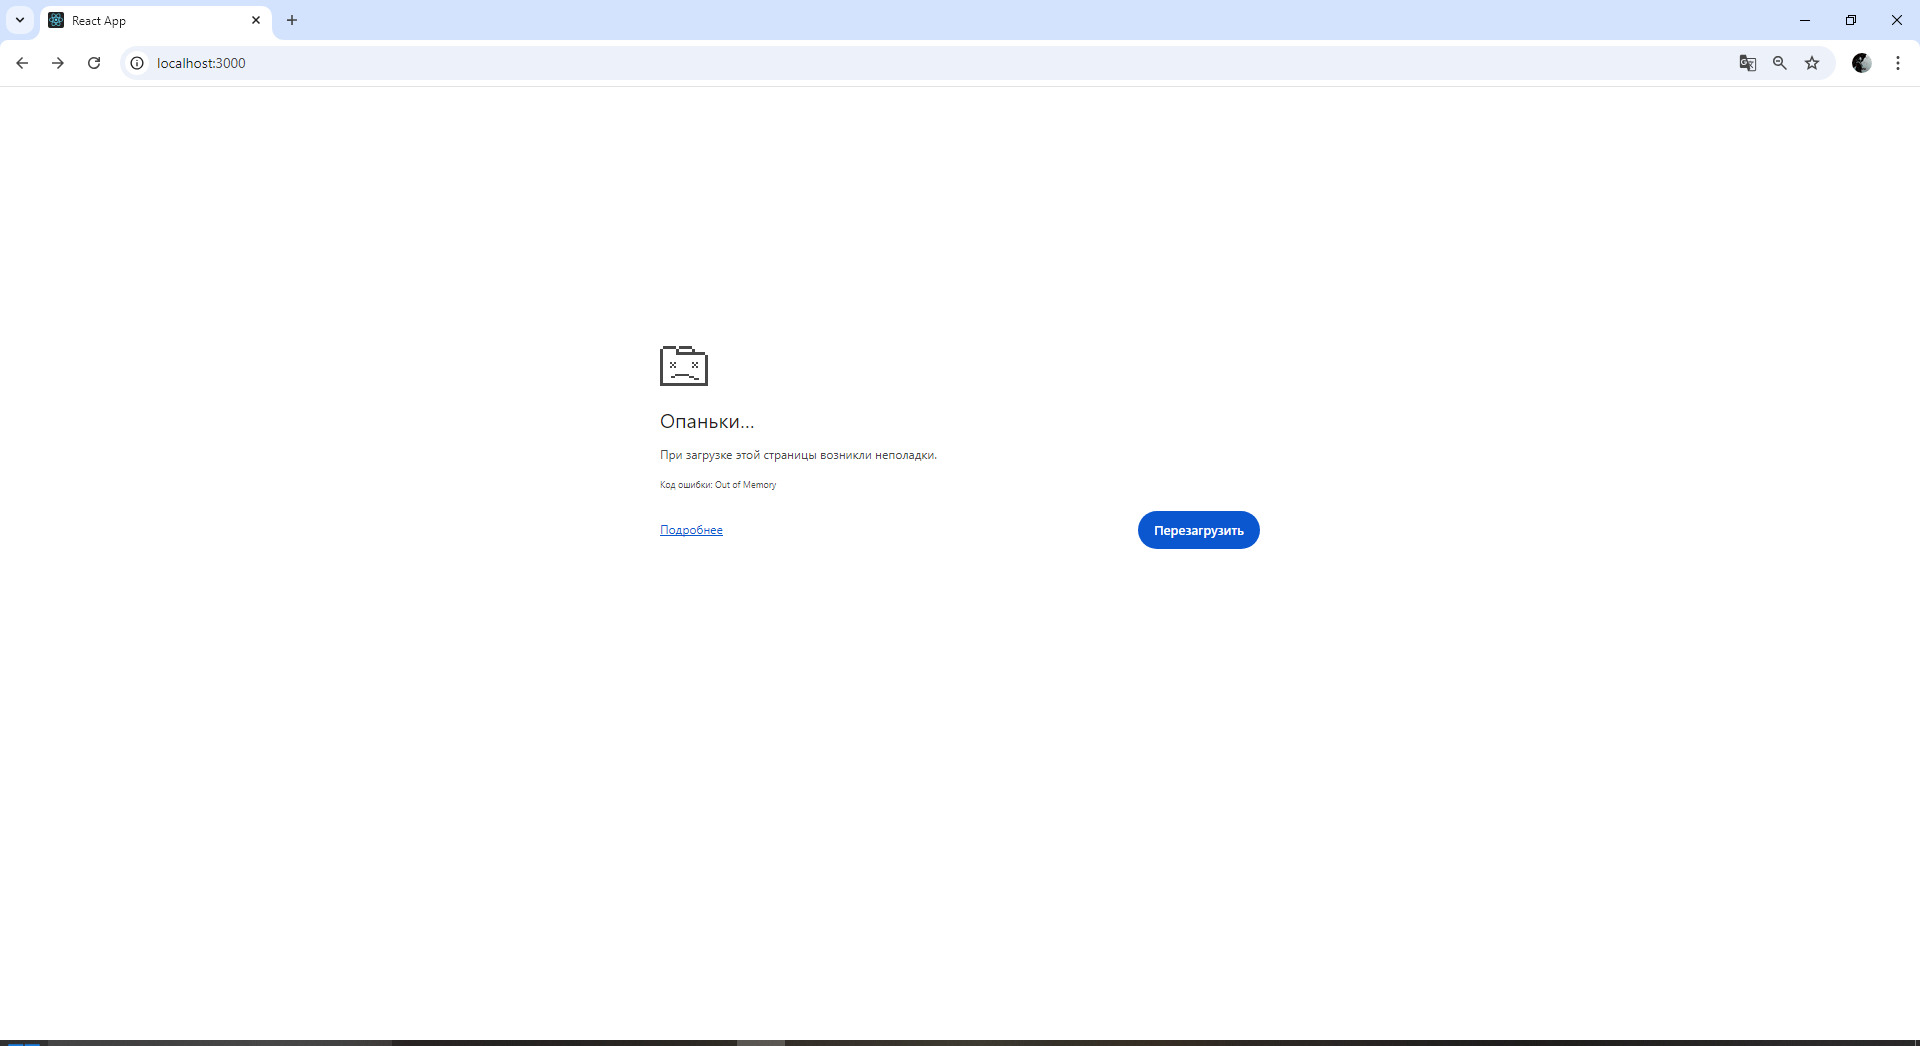 React App
localhost:3000
Опаньки...
При загрузке этой страницы возникли неполадки.
Код ошибки: Out of Memory
Подробнее
Перезагрузить